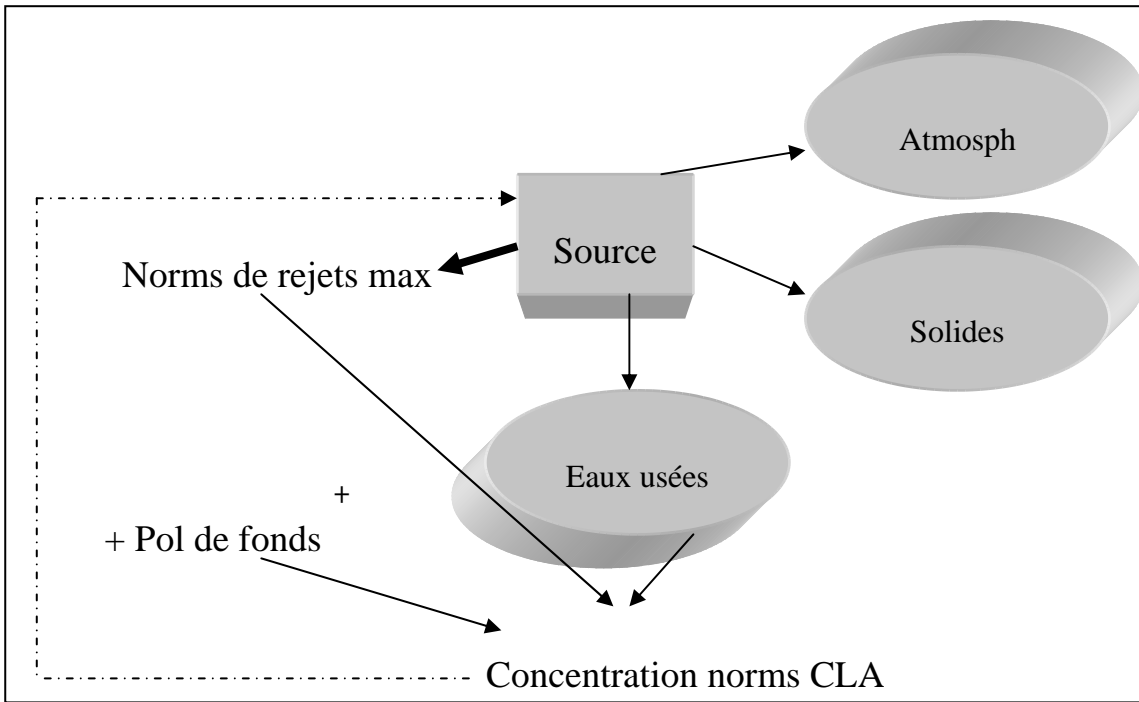 Atmosph
Source
Norms de rejets max
Solides
Eaux usées
+
+ Pol de fonds
Concentration norms CLA